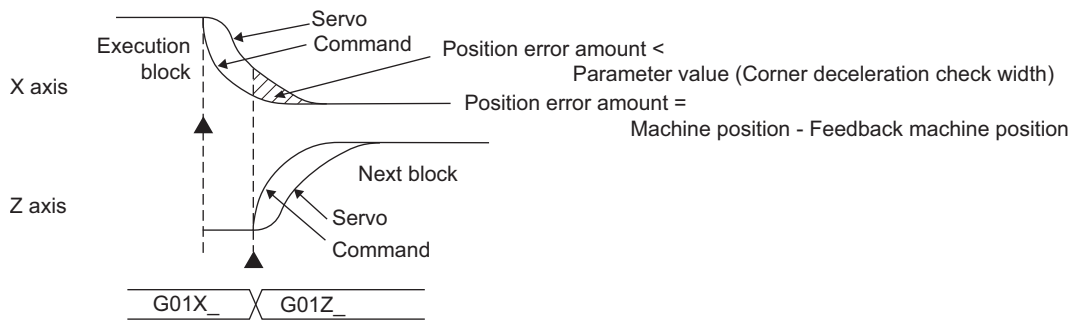 Servo
Command
Execution
block
Position error amount <
Parameter value (Corner deceleration check width)
X axis
Position error amount =
Machine position - Feedback machine position
Next block
Z axis
Servo
Command
G01X_
G01Z_